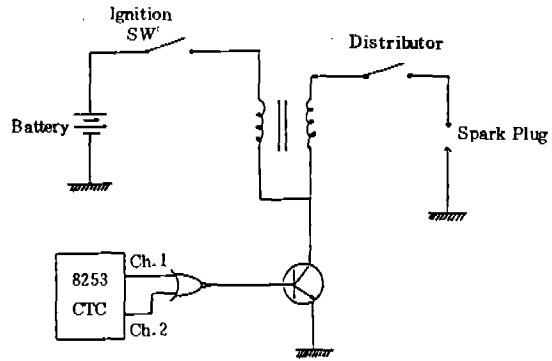 Ignition
SW'
Distributor
Battery
Spark Plug
8253
CTC
Ch. 1
Ch. 2